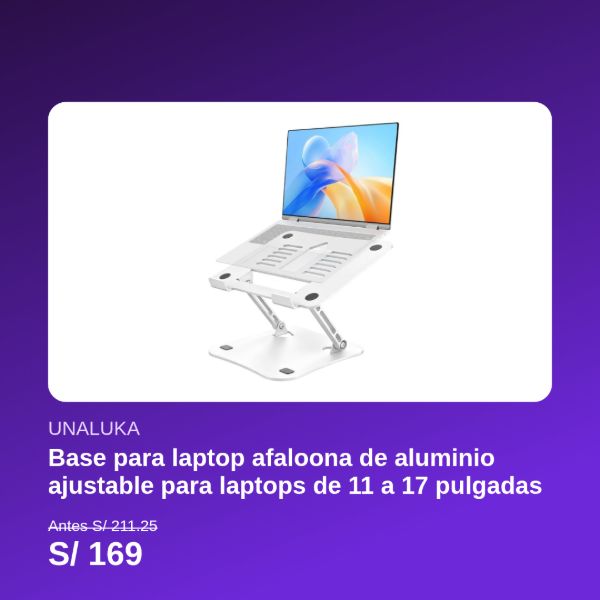 UNALUKA
Base para laptop afaloona de aluminio
ajustable para laptops de 11 a 17 pulgadas
Antes S/ 211.25
S/ 169